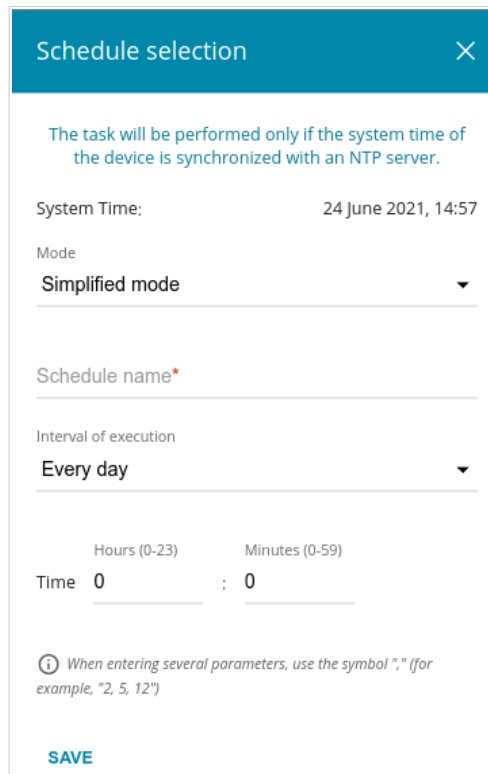 Schedule selection
The task will be performed only if the system time of
the device is synchronized with an NTP server.
System Time: 24 June 2021, 14:57
Mode
Simplified mode
Schedule name*
Interval of execution
Every day
Hours (0-23) Minutes (0-59)
Time 0 : 0
When entering several parameters, use the symbol "," (for
example, "2, 5, 12")
SAVE